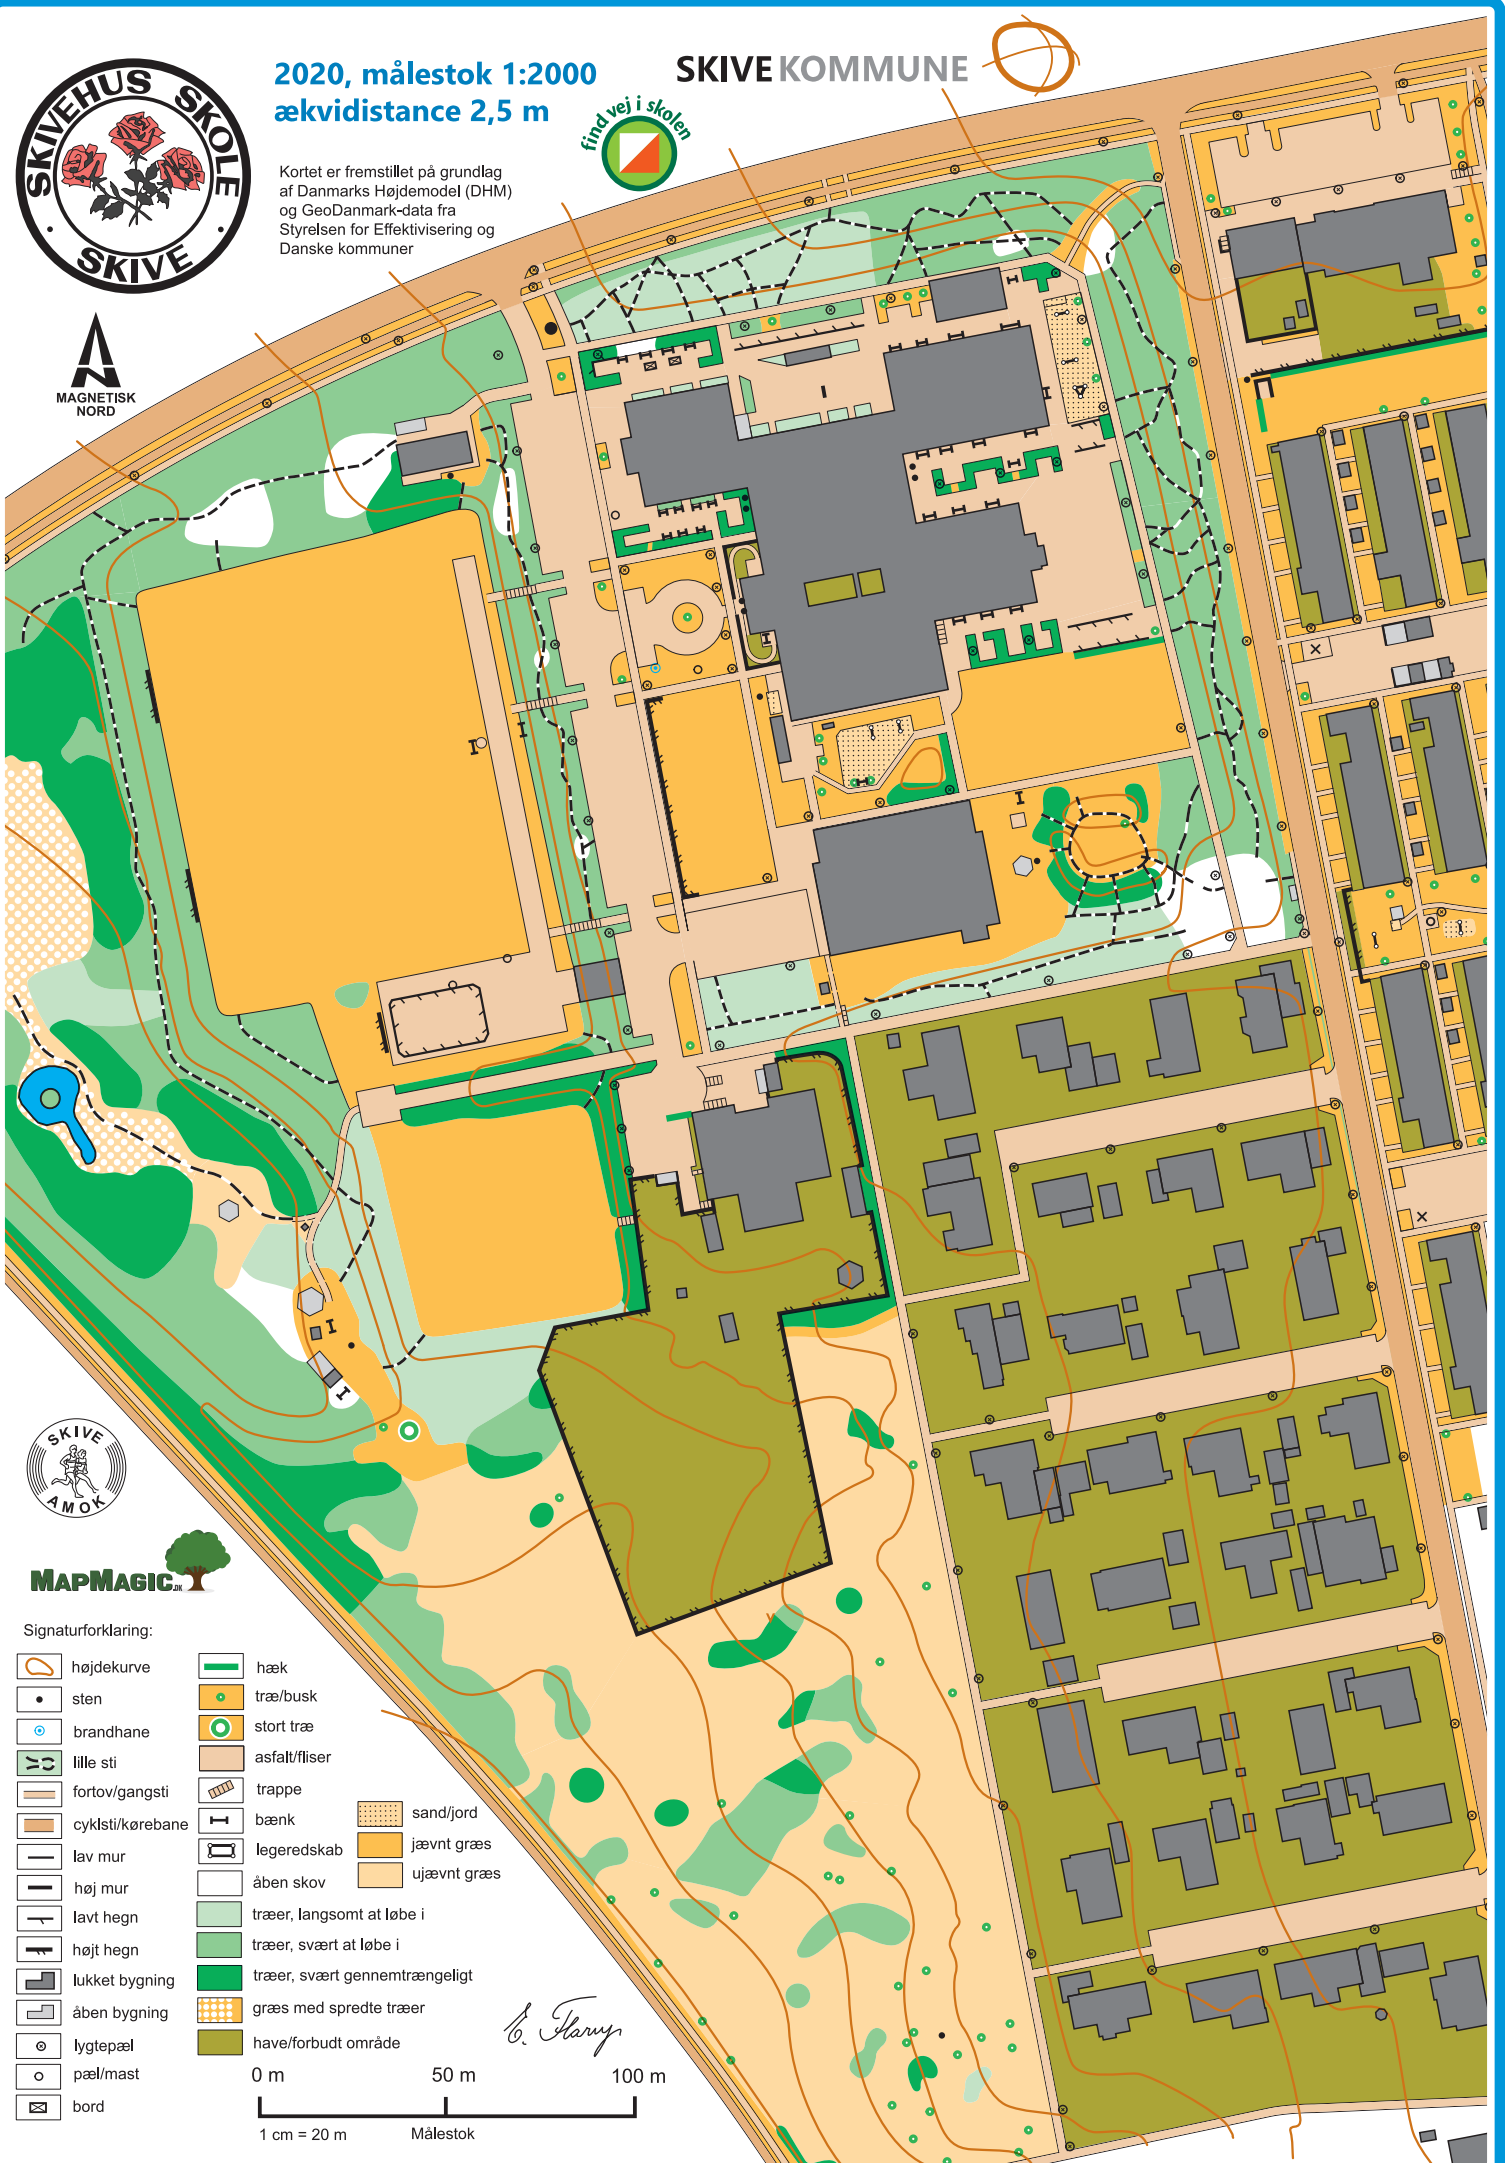 SKIVEHUS SKOLE
SKIVE
2020, målestok 1:2000
ækvidistance 2,5 m
Kortet er fremstillet på grundlag
af Danmarks Højdemodel (DHM)
og GeoDanmark-data fra
Styrelsen for Effektivisering og
Danske kommuner
find vej i skolen
SKIVE KOMMUNE
MAGNETISK
NORD
SKIVE
AMOK
MAPMAGIC.DK
Signaturforklaring:
højdekurve
sten
brandhane
lille sti
fortov/gangsti
cyklsti/kørebane
lav mur
høj mur
lavt hegn
højt hegn
lukket bygning
åben bygning
lygtepæl
pæl/mast
bord
hæk
træ/busk
stort træ
asfalt/fliser
trappe
bænk
legeredskab
åben skov
træer, langsomt at løbe i
træer, svært at løbe i
træer, svært gennemtrængeligt
græs med spredte træer
have/forbudt område
sand/jord
jævnt græs
ujævnt græs
0 m 50 m 100 m
1 cm = 20 m Målestok